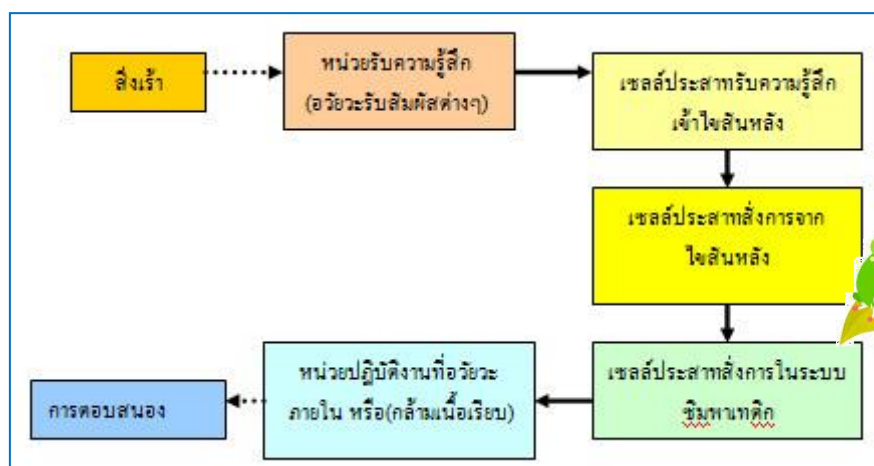 สิ่งเร้า
หน่วยรับความรู้สึก
(อวัยวะรับสัมผัสต่างๆ)
เซลล์ประสาทรับความรู้สึก
เข้าไขสันหลัง
เซลล์ประสาทสั่งการจาก
ไขสันหลัง
เซลล์ประสาทสั่งการในระบบ
ซิมพาเทติก
หน่วยปฎิบัติงานที่อวัยวะ
ภายใน หรือ(กล้ามเนื้อเรียบ)
การตอบสนอง